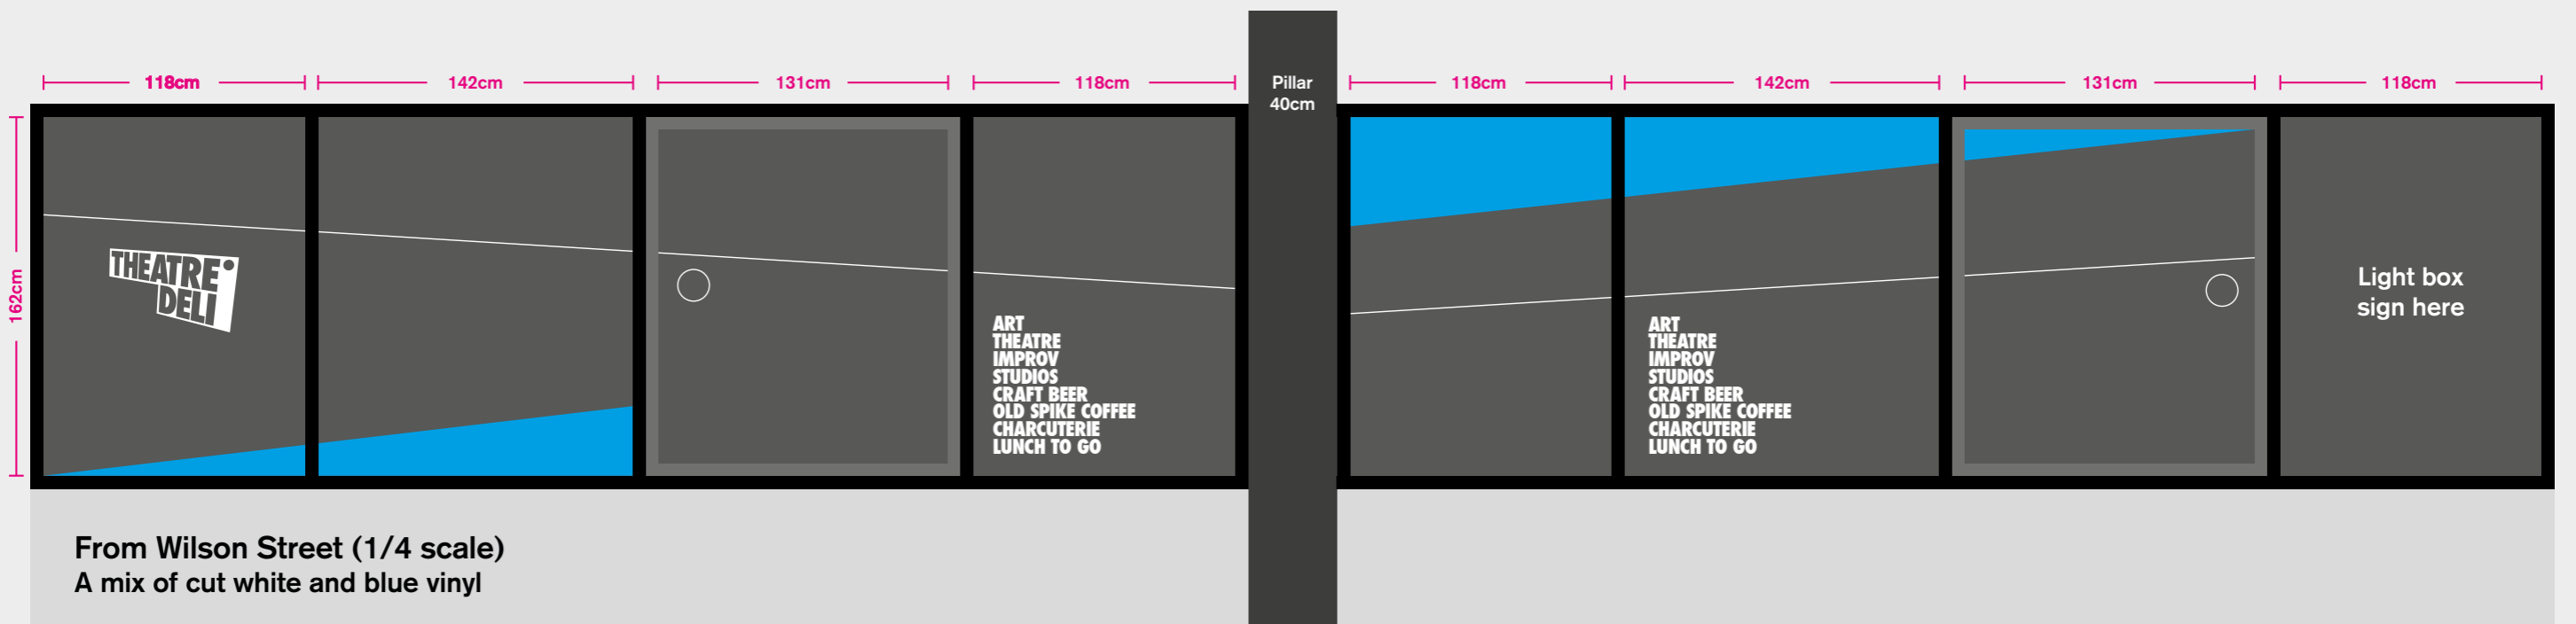 118cm
142cm
131cm
118cm
Pillar
40cm
118cm
142cm
131cm
118cm
162cm
THEATRE
DELI
ART
THEATRE
IMPROV
STUDIOS
CRAFT BEER
OLD SPIKE COFFEE
CHARCUTERIE
LUNCH TO GO
ART
THEATRE
IMPROV
STUDIOS
CRAFT BEER
OLD SPIKE COFFEE
CHARCUTERIE
LUNCH TO GO
Light box
sign here
From Wilson Street (1/4 scale)
A mix of cut white and blue vinyl